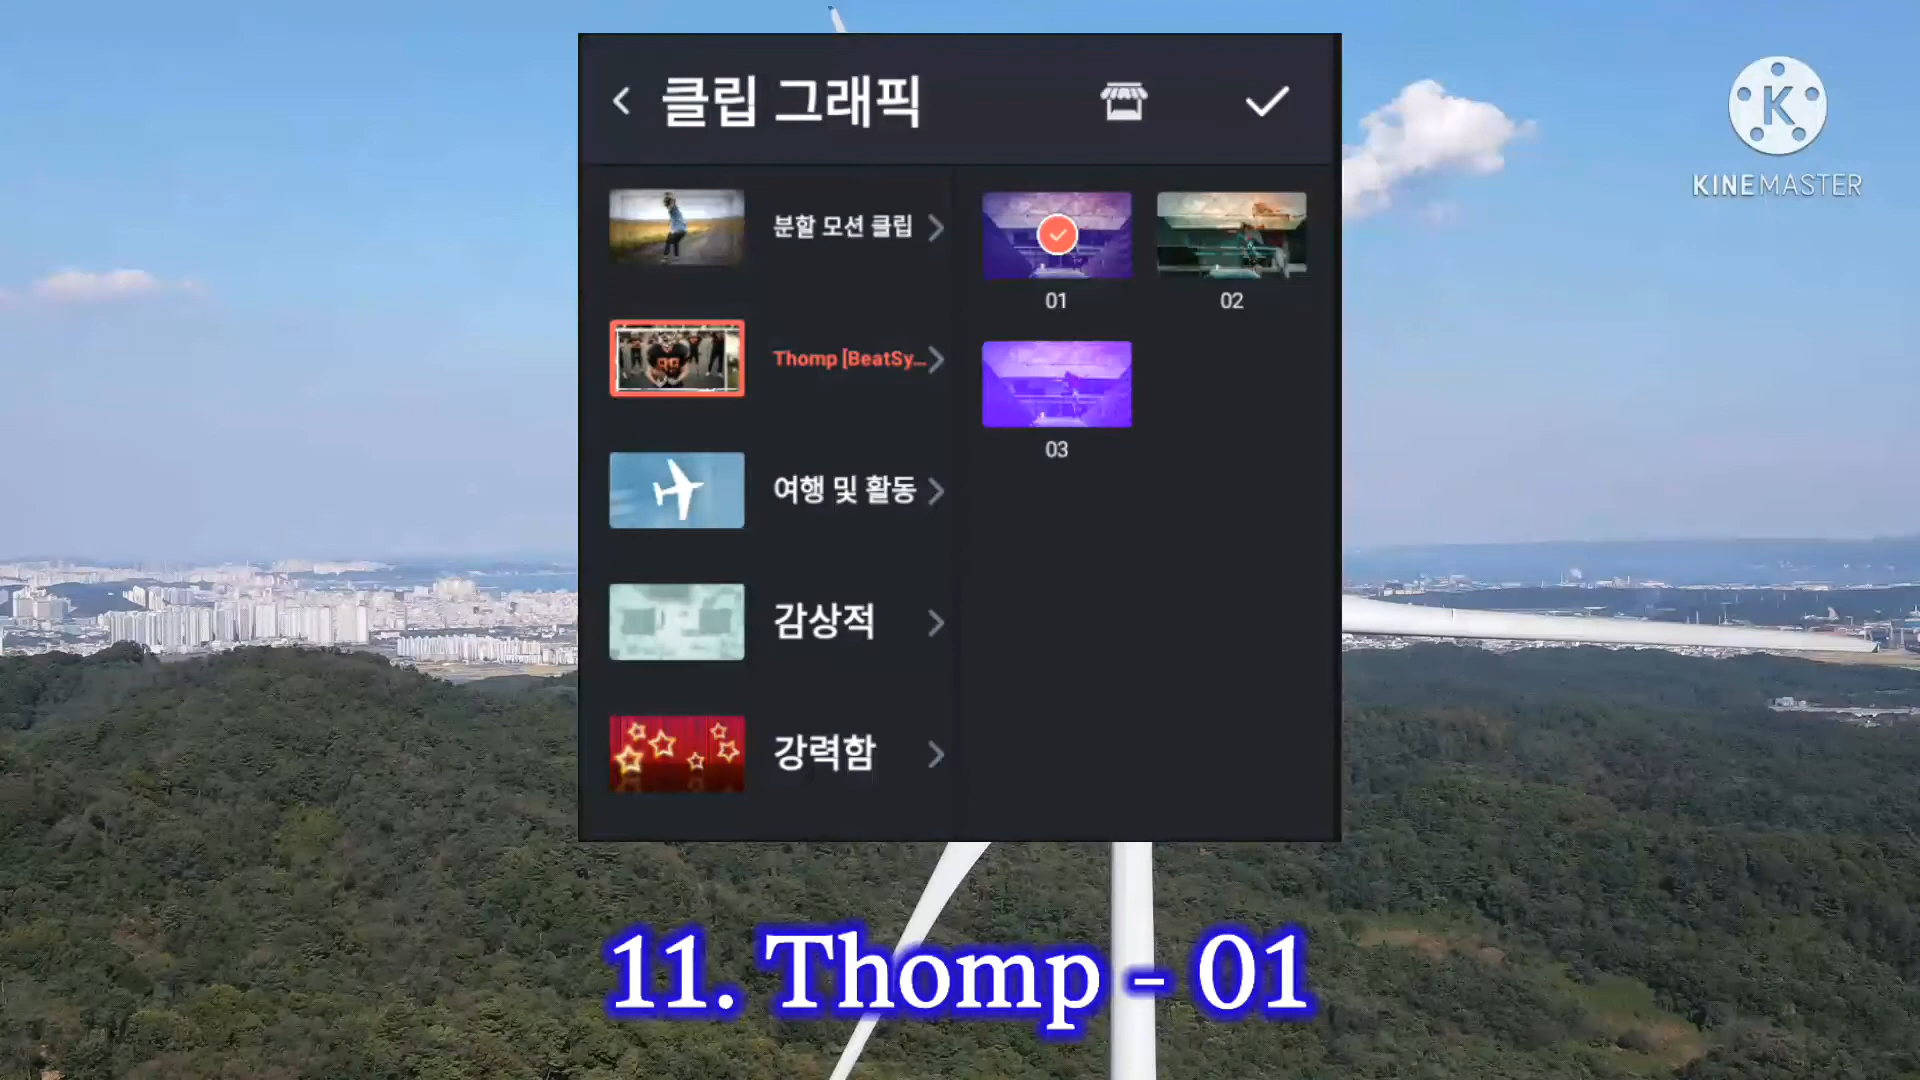 클립 그래픽
K
KINEMASTER
분할 모션 클립
Thomp [BeatSy...
여행 및 활동
감상적
강력함
01
02
03
11. Thomp - 01